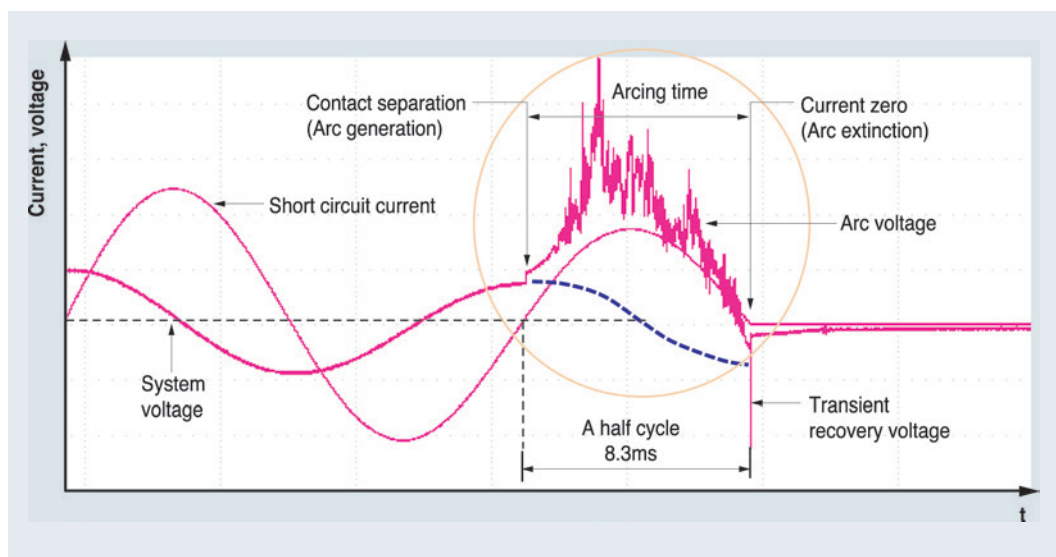 Current, voltage
Contact separation
(Arc generation)
Arcing time
Current zero
(Arc extinction)
Short circuit current
Arc voltage
System
voltage
A half cycle
8.3ms
Transient
recovery voltage
t